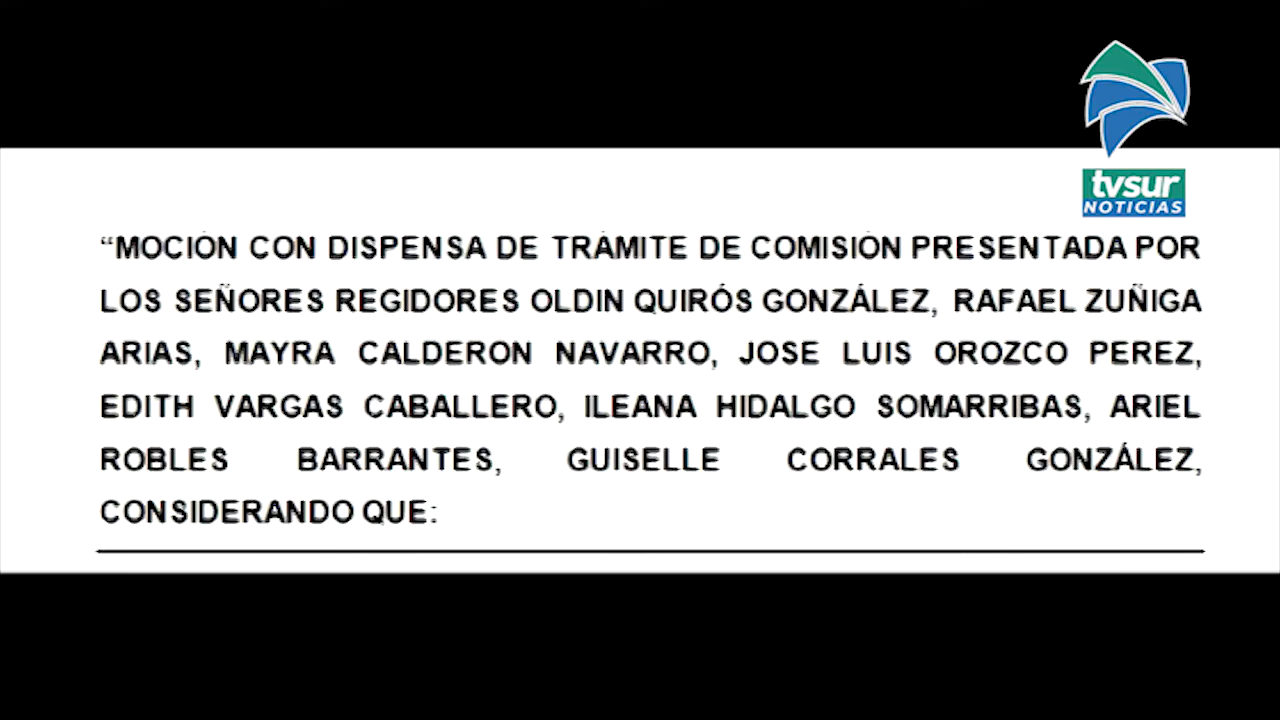 tvsur
NOTICIAS
“MOCIÓN CON DISPENSA DE TRÁMITE DE COMISIÓN PRESENTADA POR
LOS SEÑORES REGIDORES OLDIN QUIRÓS GONZÁLEZ, RAFAEL ZUÑIGA
ARIAS, MAYRA CALDERON NAVARRO, JOSE LUIS OROZCO PEREZ,
EDITH VARGAS CABALLERO, ILEANA HIDALGO SOMARRIBAS, ARIEL
ROBLES BARRANTES, GUISELLE CORRALES GONZÁLEZ,
CONSIDERANDO QUE: